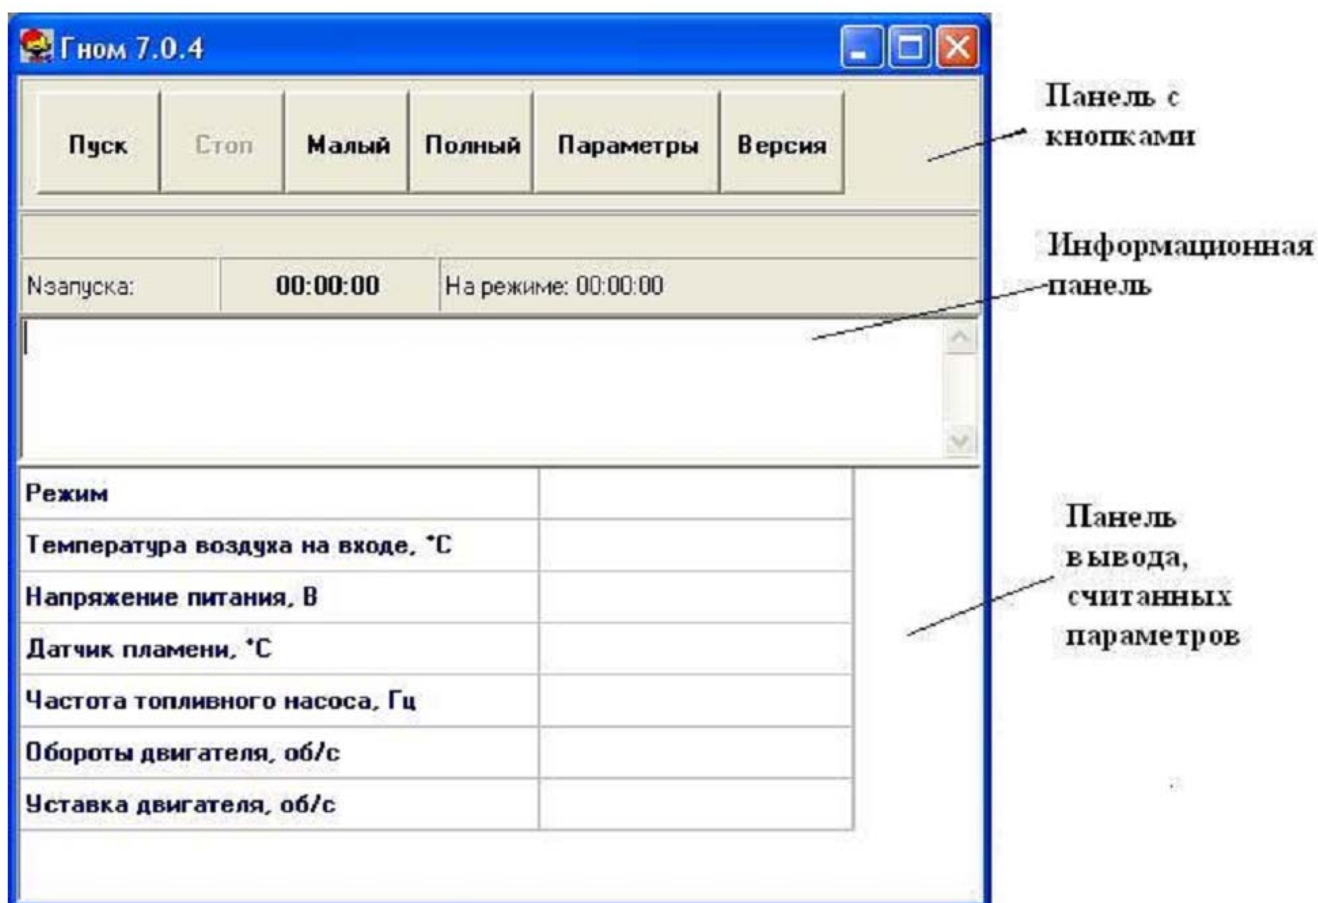 Гном 7.0.4
Пуск Стоп Малый Полный Параметры Версия
Панель с
кнопками
Nзапуска: 00:00:00 На режиме: 00:00:00
Информационная
панель
Режим
Температура воздуха на входе, °C
Напряжение питания, В
Датчик пламени, °C
Частота топливного насоса, Гц
Обороты двигателя, об/с
Уставка двигателя, об/с
Панель
вывода,
считанных
параметров